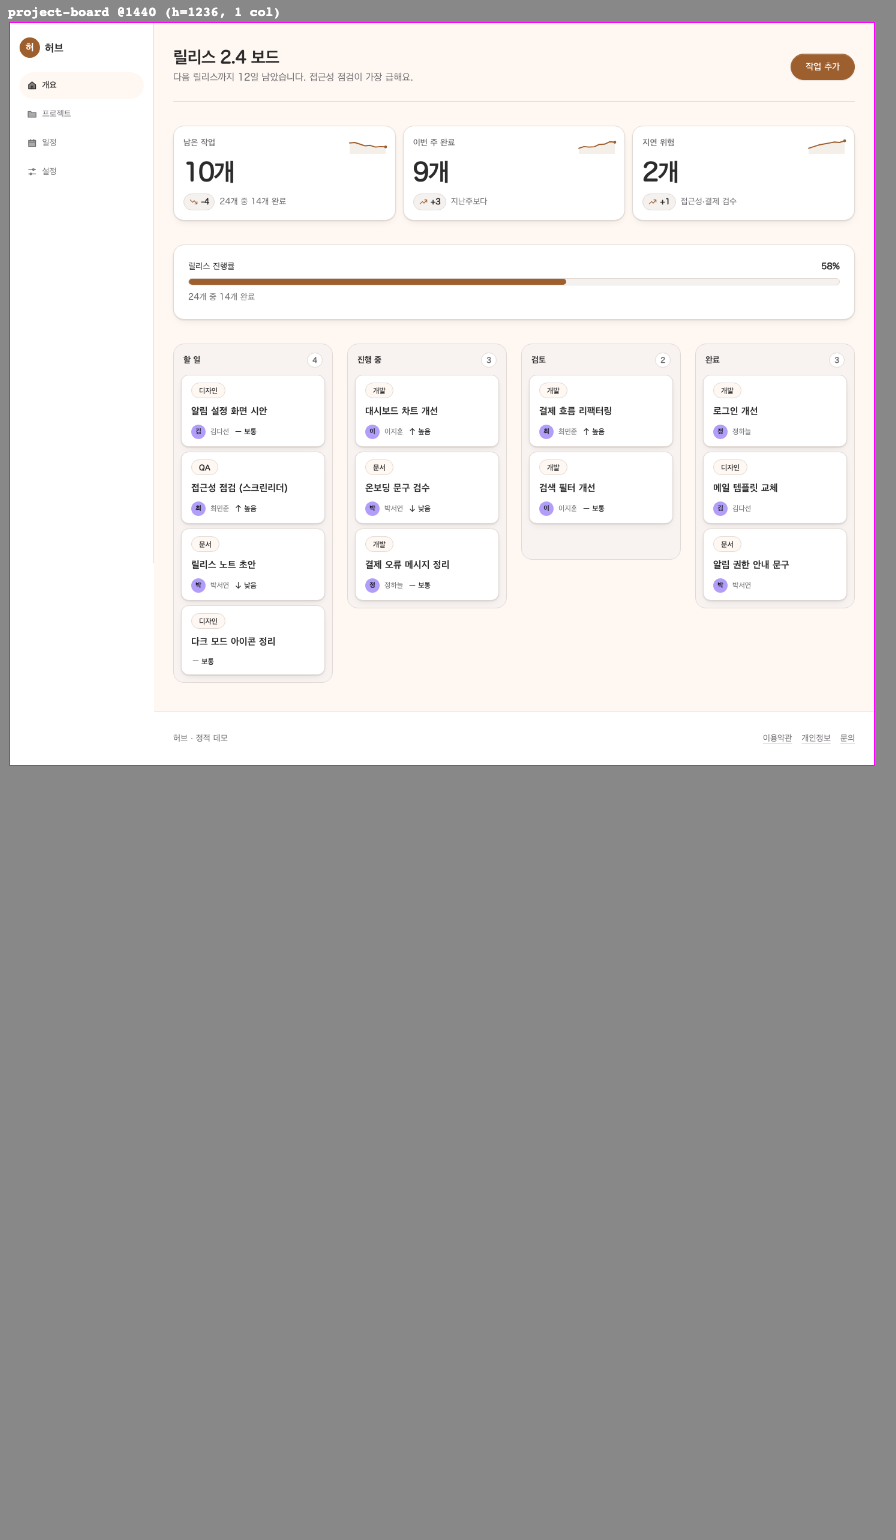 project-board @1440 (h=1236, 1 col)
허 허브
개요
프로젝트
일정
설정
릴리스 2.4 보드
다음 릴리스까지 12일 남았습니다. 접근성 점검이 가장 급해요.
작업 추가
남은 작업
10개
-4 24개 중 14개 완료
이번 주 완료
9개
+3 지난주보다
지연 위험
2개
+1 접근성·결제 검수
릴리스 진행률 58%
24개 중 14개 완료
할 일 4
디자인
알림 설정 화면 시안
김 김다선 — 보통
QA
접근성 점검 (스크린리더)
최 최민준 ↑ 높음
문서
릴리스 노트 초안
박 박서연 ↓ 낮음
디자인
다크 모드 아이콘 정리
— 보통
진행 중 3
개발
대시보드 차트 개선
이 이지훈 ↑ 높음
문서
온보딩 문구 검수
박 박서연 ↓ 낮음
개발
결제 오류 메시지 정리
정 정하늘 — 보통
검토 2
개발
결제 흐름 리팩터링
최 최민준 ↑ 높음
개발
검색 필터 개선
이 이지훈 — 보통
완료 3
개발
로그인 개선
정 정하늘
디자인
메일 템플릿 교체
김 김다선
문서
알림 권한 안내 문구
박 박서연
허브 · 정적 데모
이용약관 개인정보 문의